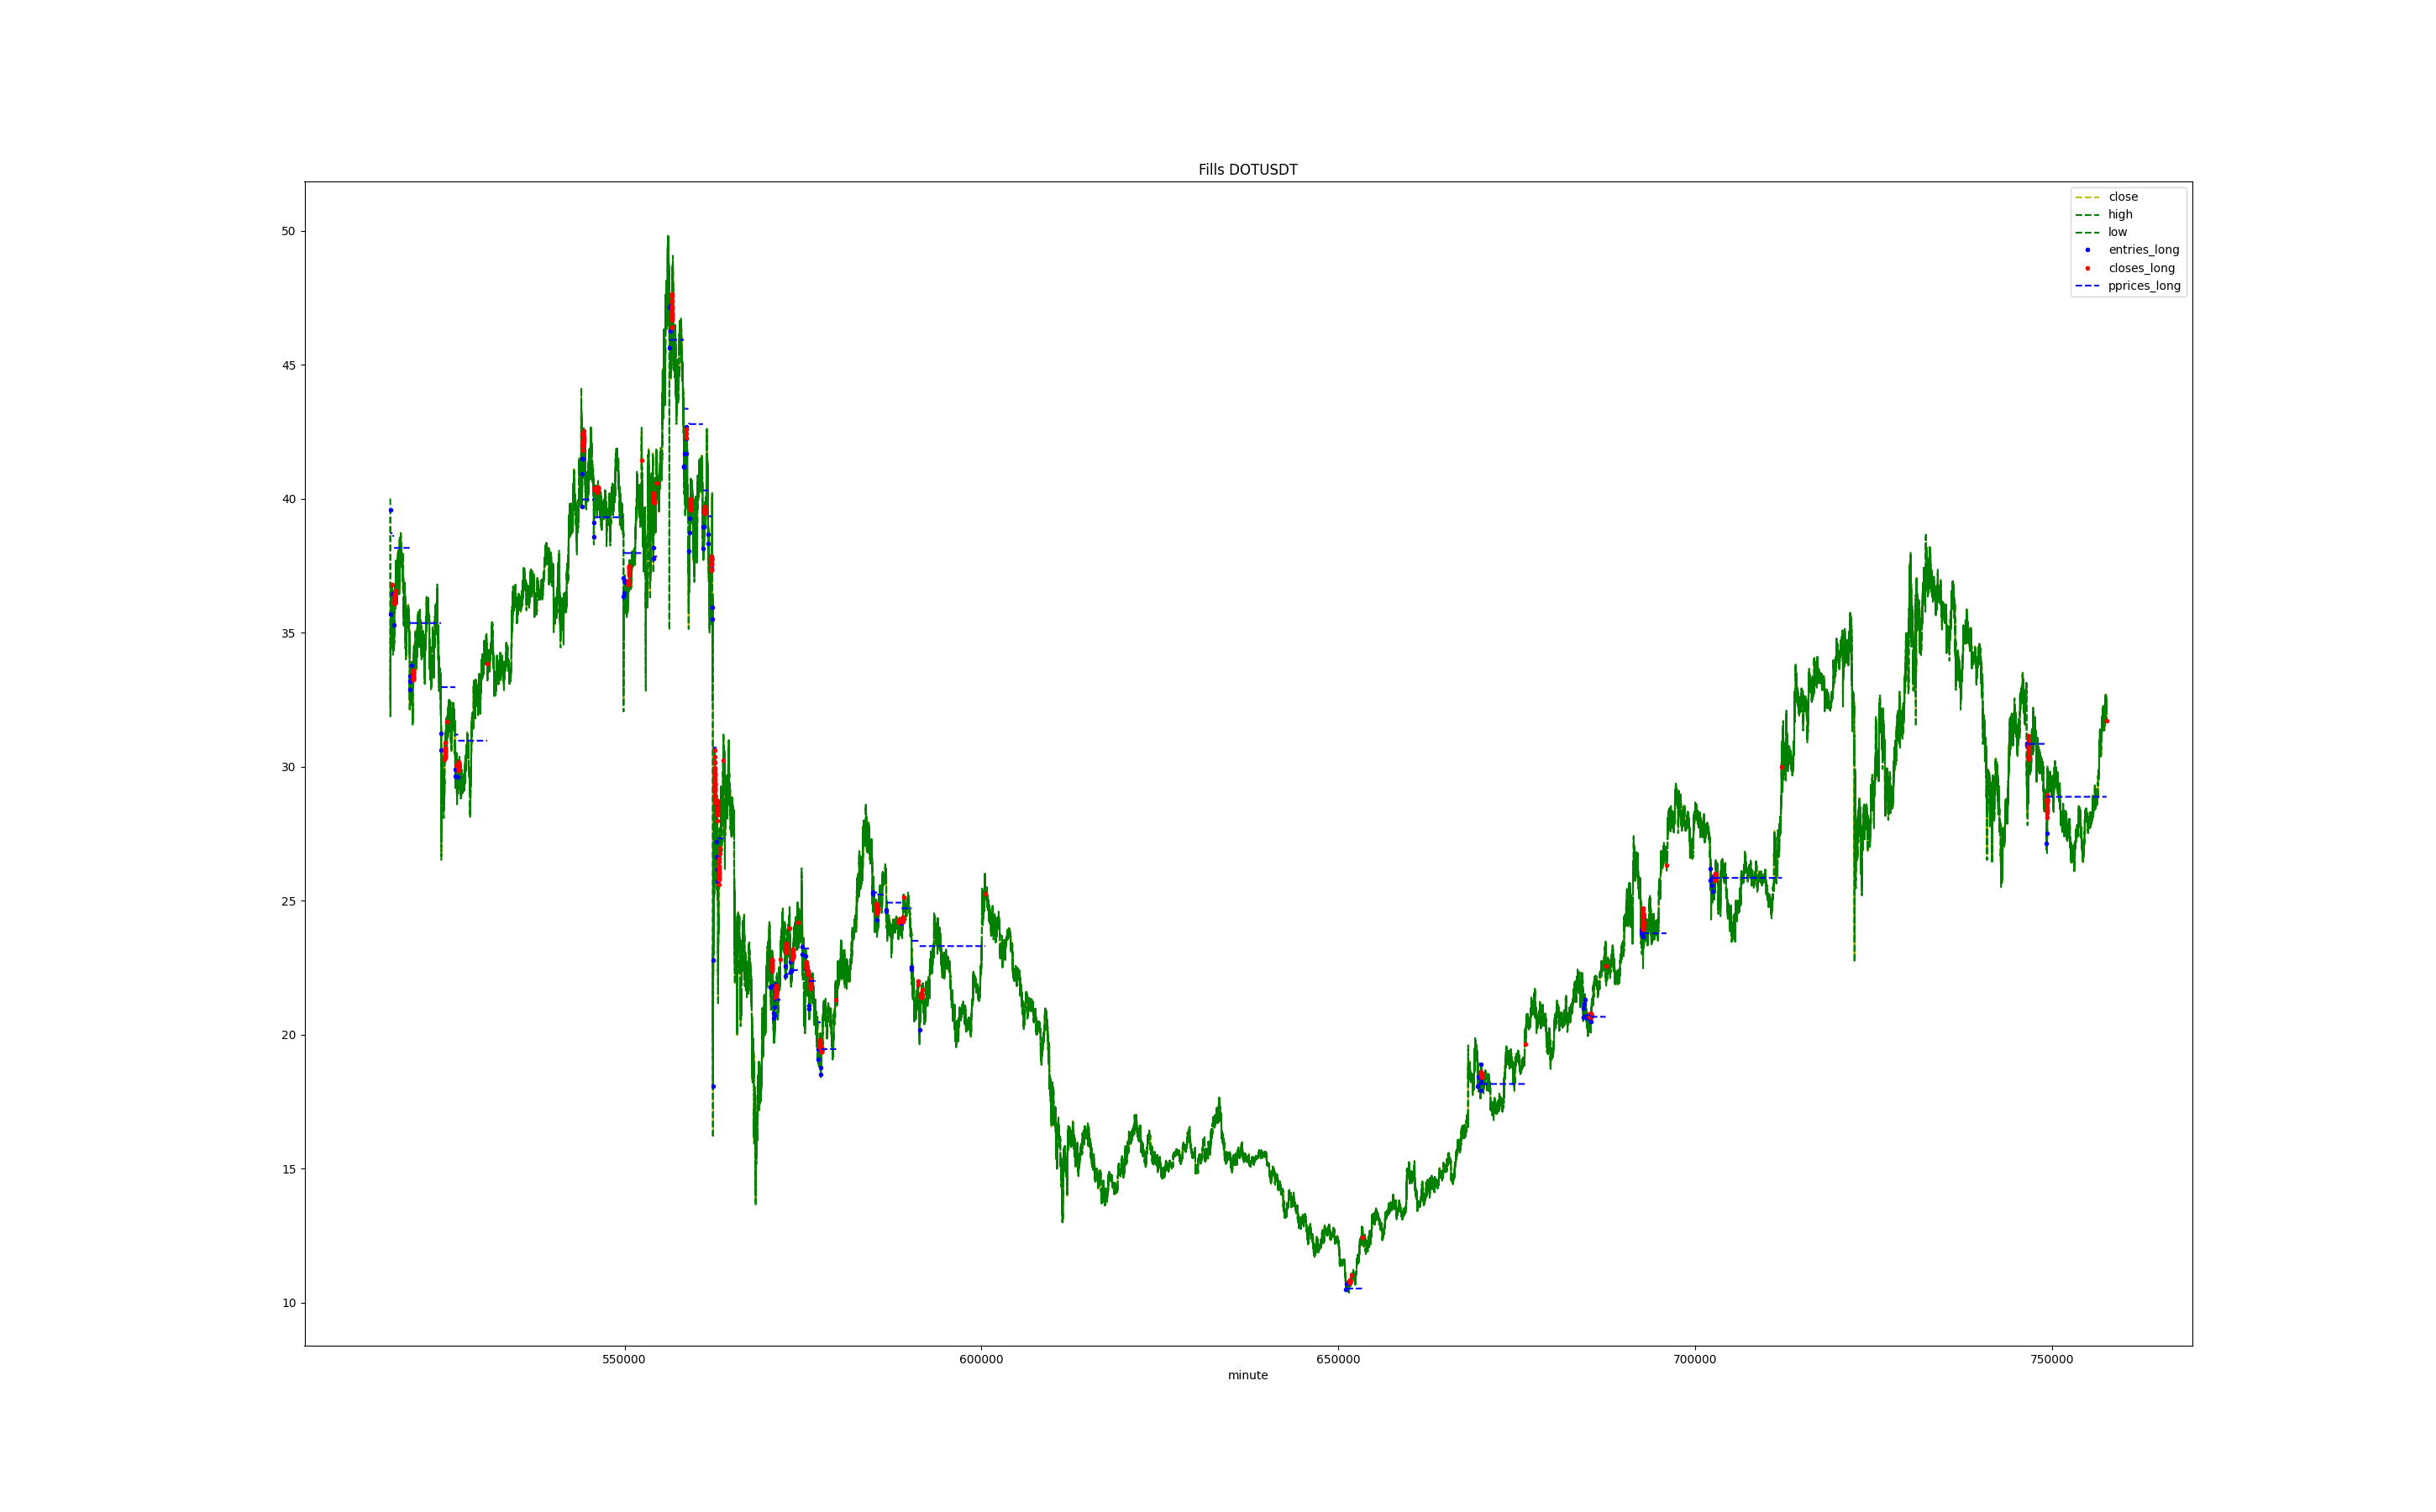 Fills DOTUSDT
close
high
low
entries_long
closes_long
pprices_long
50
45
40
35
30
25
20
15
10
550000 600000 650000 700000 750000
minute